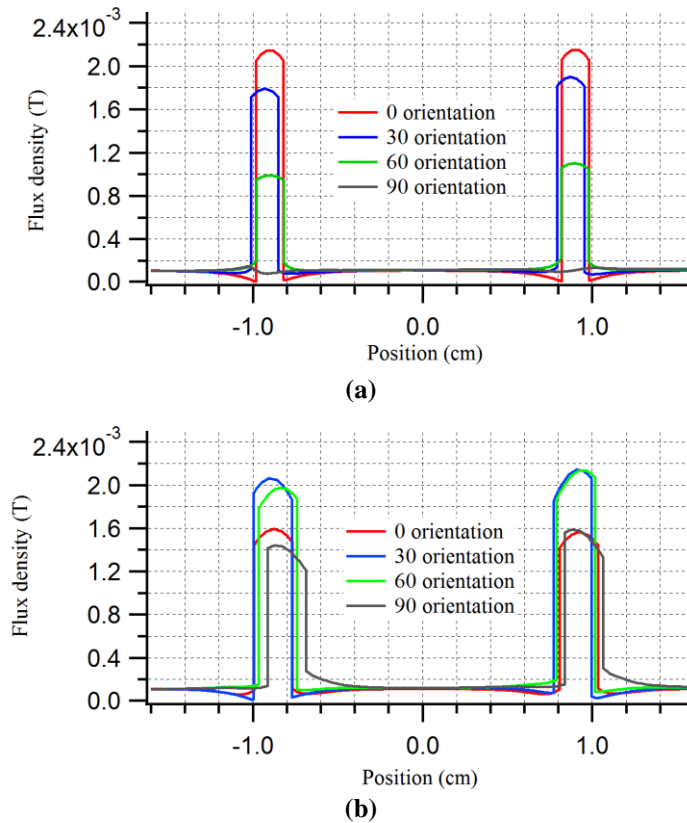 2.4x10⁻³
2.0
1.6
1.2
0.8
0.4
0.0
Flux density (T)
0 orientation
30 orientation
60 orientation
90 orientation
-1.0
0.0
1.0
Position (cm)
(a)
2.4x10⁻³
2.0
1.6
1.2
0.8
0.4
0.0
Flux density (T)
0 orientation
30 orientation
60 orientation
90 orientation
-1.0
0.0
1.0
Position (cm)
(b)